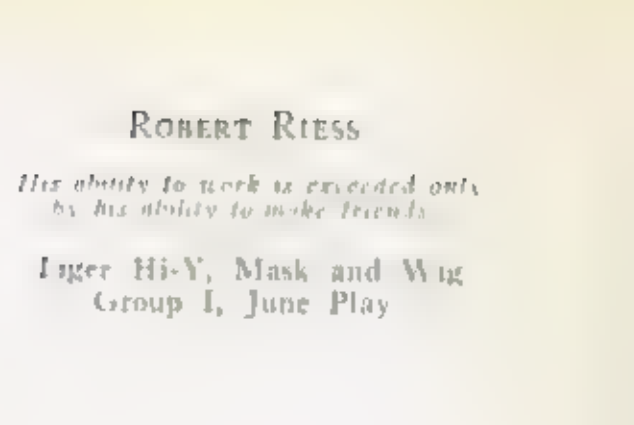 ROBERT RIESS
His ability to work is exceeded only
by his ability to make friends
Tiger Hi-Y, Mask and Wig
Group I, June Play